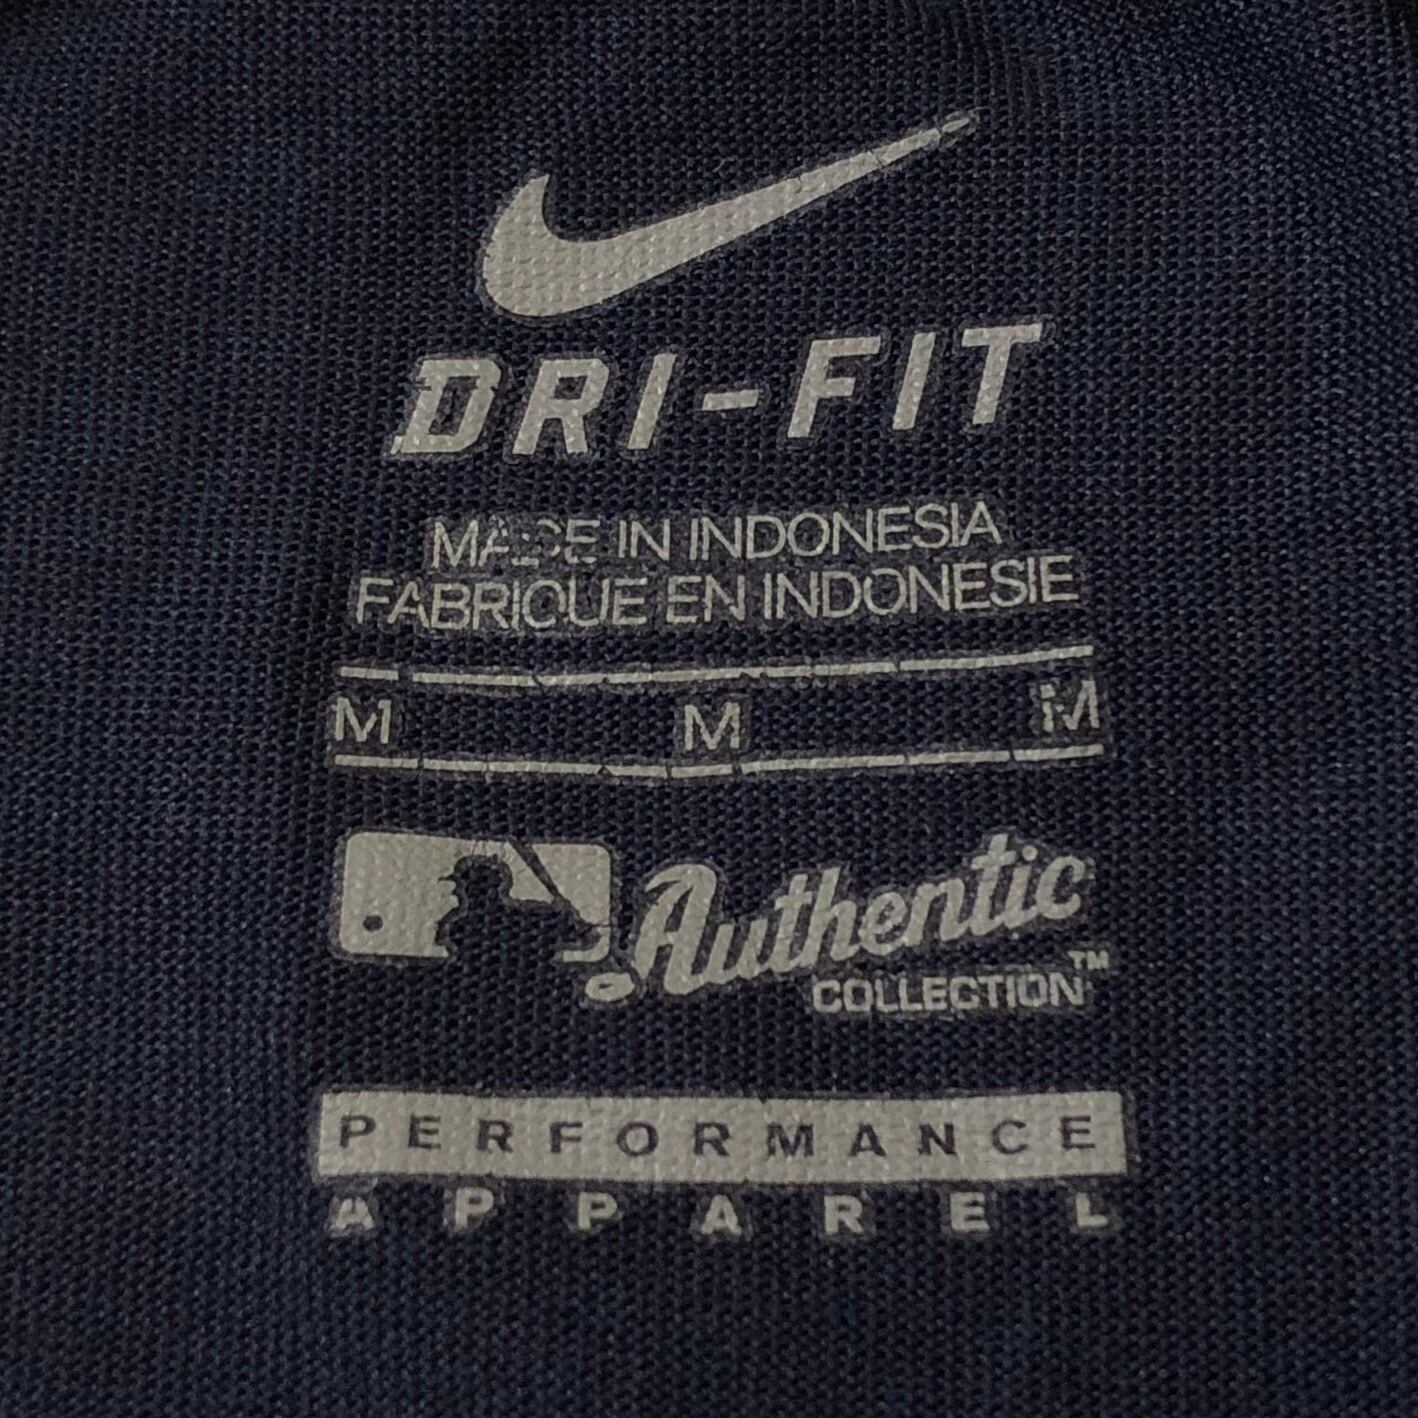 DRI-FIT
MADE IN INDONESIA
FABRIQUE EN INDONESIE
M M M
Authentic
COLLECTION™
PERFORMANCE
APPAREL